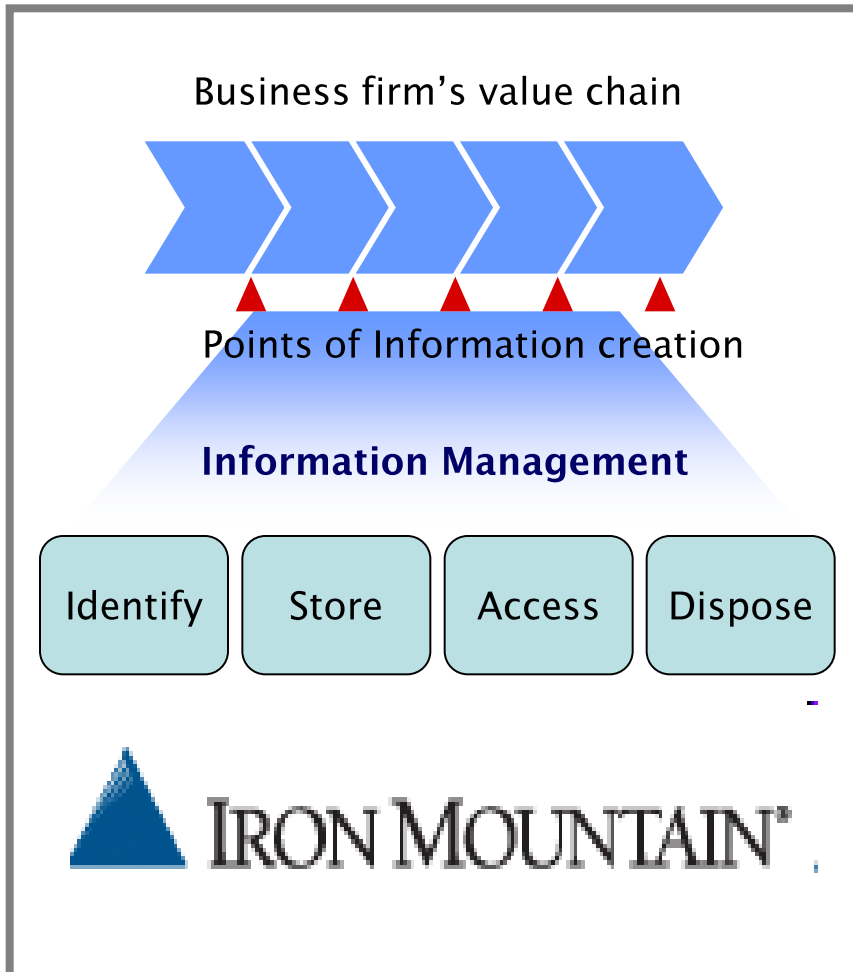 Business firm’s value chain
Points of Information creation
Information Management
Identify Store Access Dispose
IRON MOUNTAIN®